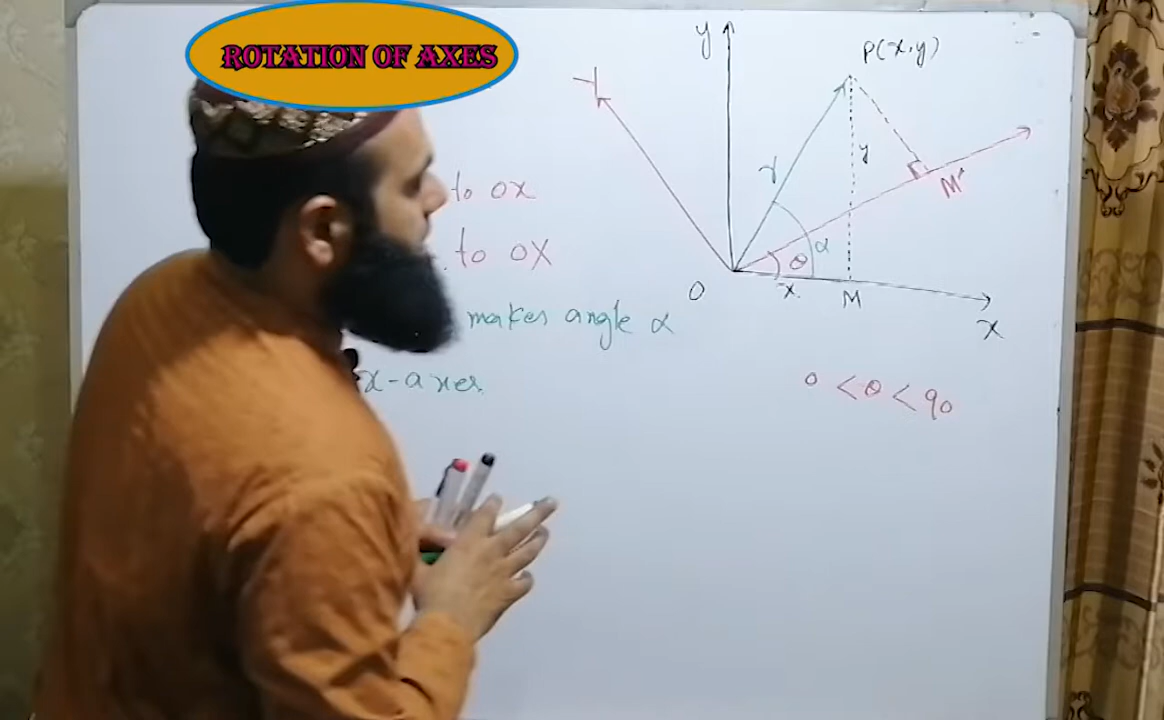 ROTATION OF AXES
y
P(x,y)
Y
to ox
r
y
M'
to OX
α
θ
O
x
M
x
makes angle α
x-axes
0 < θ < 90